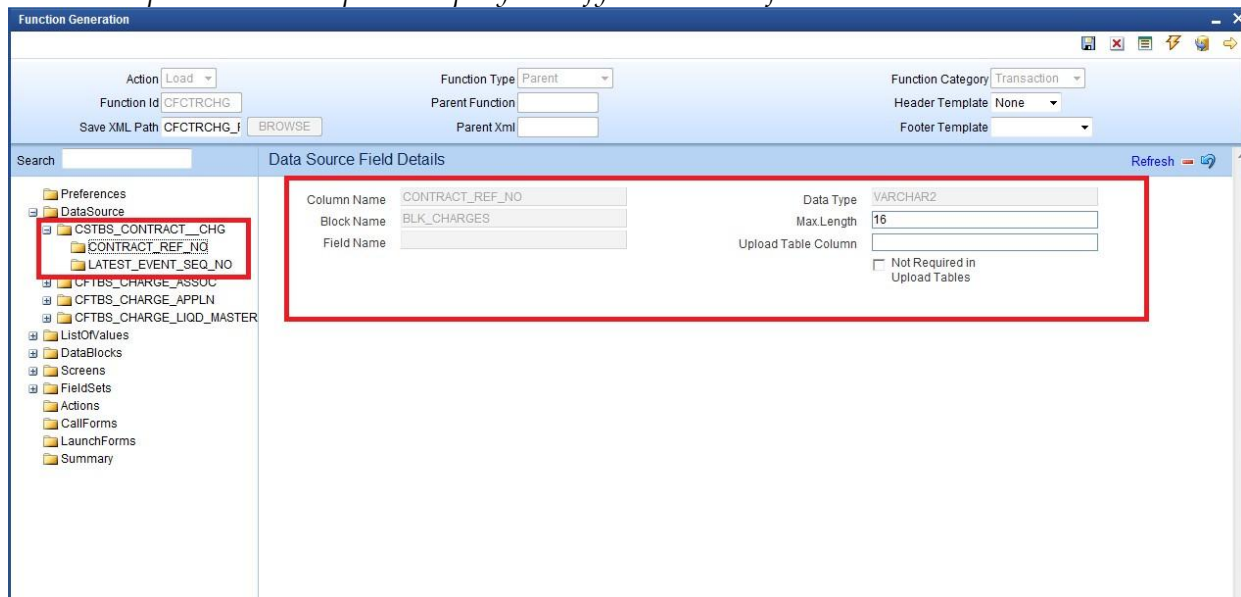 Function Generation
Action Load
Function Type Parent
Function Category Transaction
Function Id CFCTRCHG
Parent Function
Header Template None
Save XML Path CFCTRCHG_ BROWSE
Parent Xml
Footer Template
Search
Data Source Field Details
Refresh
Preferences
DataSource
CSTBS_CONTRACT__CHG
CONTRACT_REF_NO
LATEST_EVENT_SEQ_NO
CFTBS_CHARGE_ASSOC
CFTBS_CHARGE_APPLN
CFTBS_CHARGE_LIQD_MASTER
ListOfValues
DataBlocks
Screens
FieldSets
Actions
CallForms
LaunchForms
Summary
Column Name CONTRACT_REF_NO
Block Name BLK_CHARGES
Field Name
Data Type VARCHAR2
Max.Length 16
Upload Table Column
Not Required in
Upload Tables